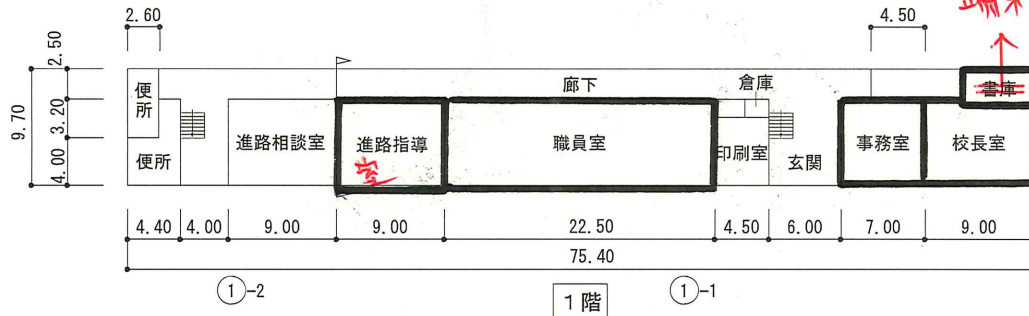 2.60
4.50
2.50
9.70
3.20
4.00
便所
廊下
倉庫
書庫
進路相談室
進路指導
室
職員室
印刷室
玄関
事務室
校長室
便所
4.40
4.00
9.00
9.00
22.50
4.50
6.00
7.00
9.00
75.40
①-2
①-1
1階